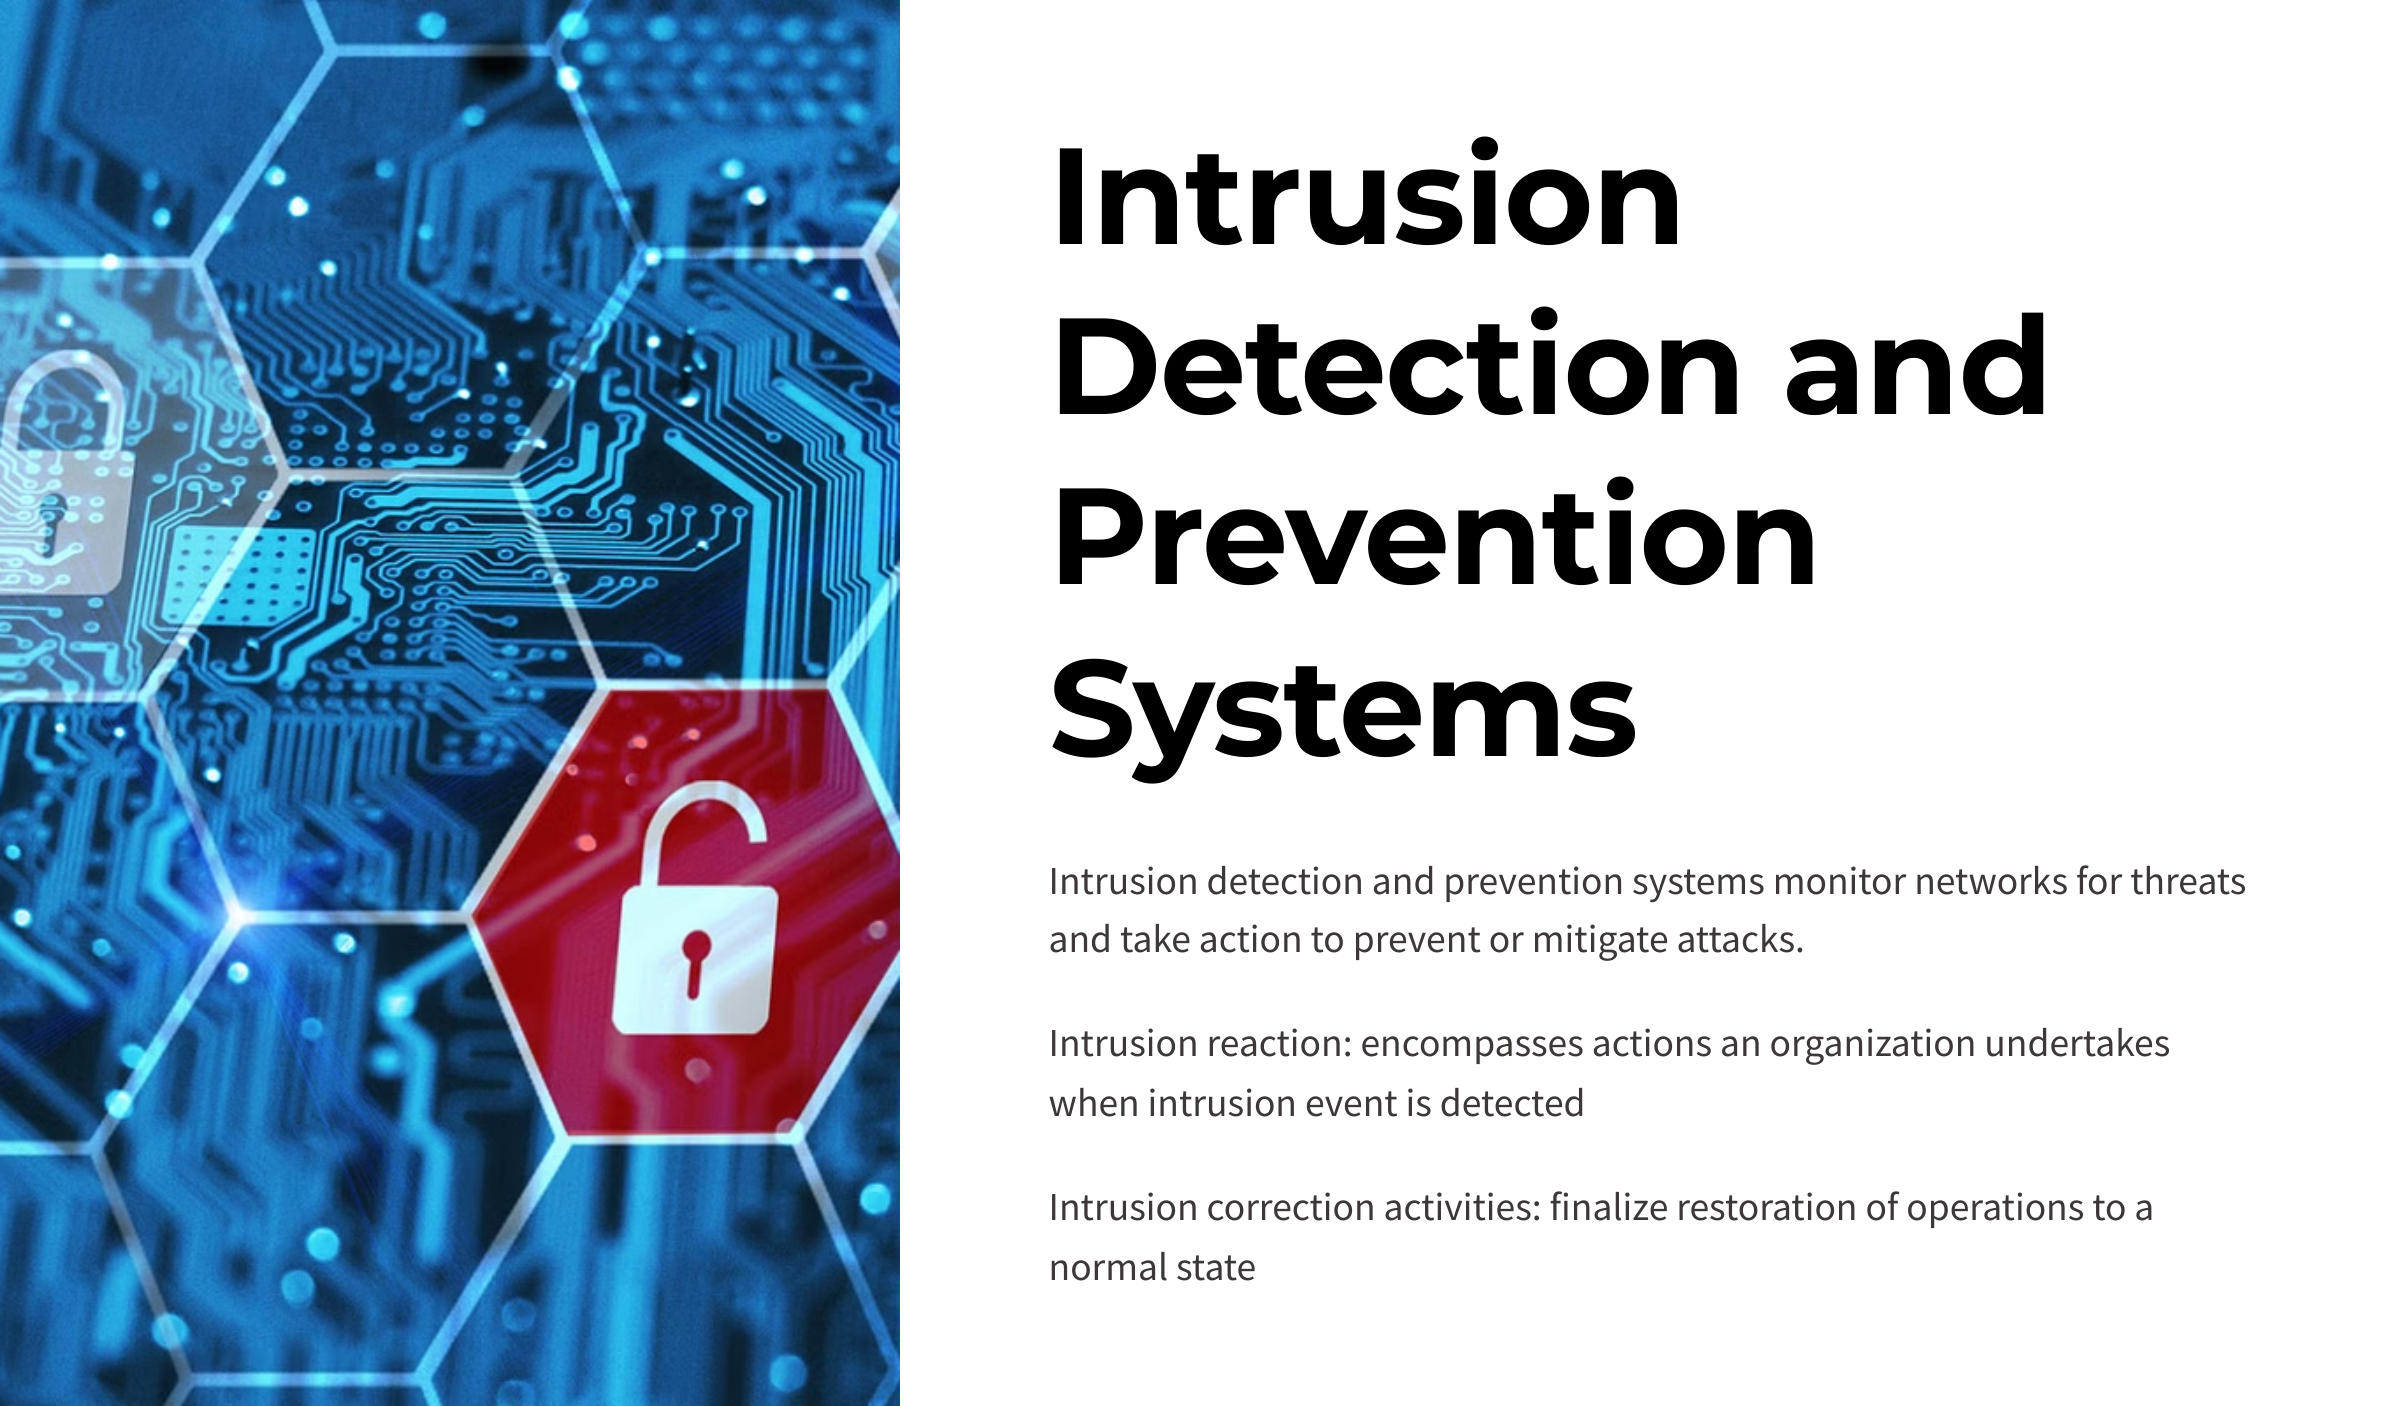 Intrusion
Detection and
Prevention
Systems
Intrusion detection and prevention systems monitor networks for threats
and take action to prevent or mitigate attacks.
Intrusion reaction: encompasses actions an organization undertakes
when intrusion event is detected
Intrusion correction activities: finalize restoration of operations to a
normal state